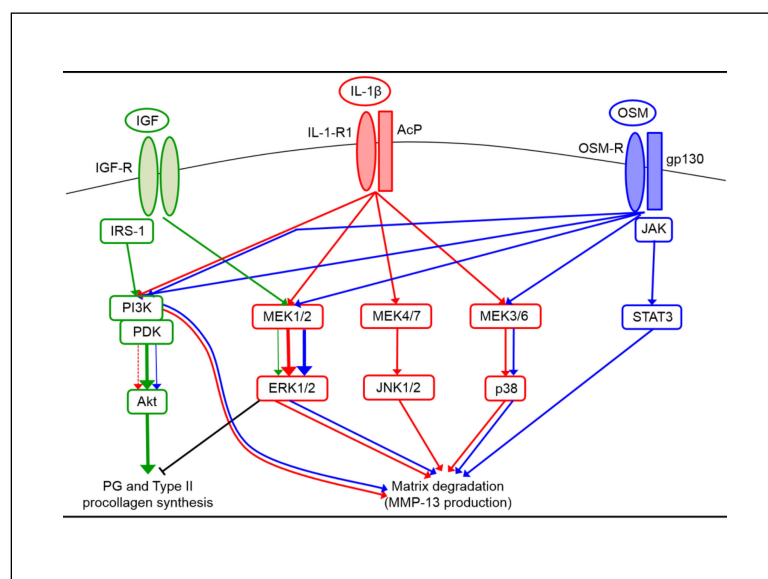 IL-1β
IGF
OSM
IL-1-R1
AcP
OSM-R
gp130
IGF-R
IRS-1
JAK
PI3K
MEK1/2
MEK4/7
MEK3/6
STAT3
PDK
Akt
ERK1/2
JNK1/2
p38
PG and Type II
procollagen synthesis
Matrix degradation
(MMP-13 production)